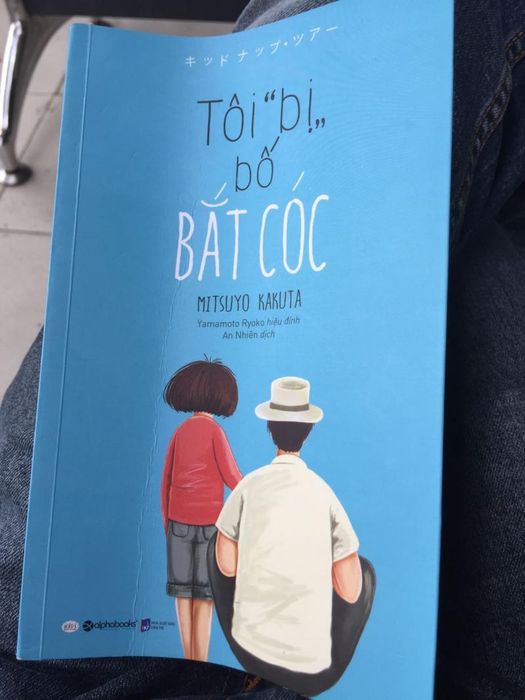 キッドナップ・ツアー
Tôi “bị„
bố
BẮT CÓC
MITSUYO KAKUTA
Yamamoto Ryoko hiệu đính
An Nhiên dịch
alphabooks